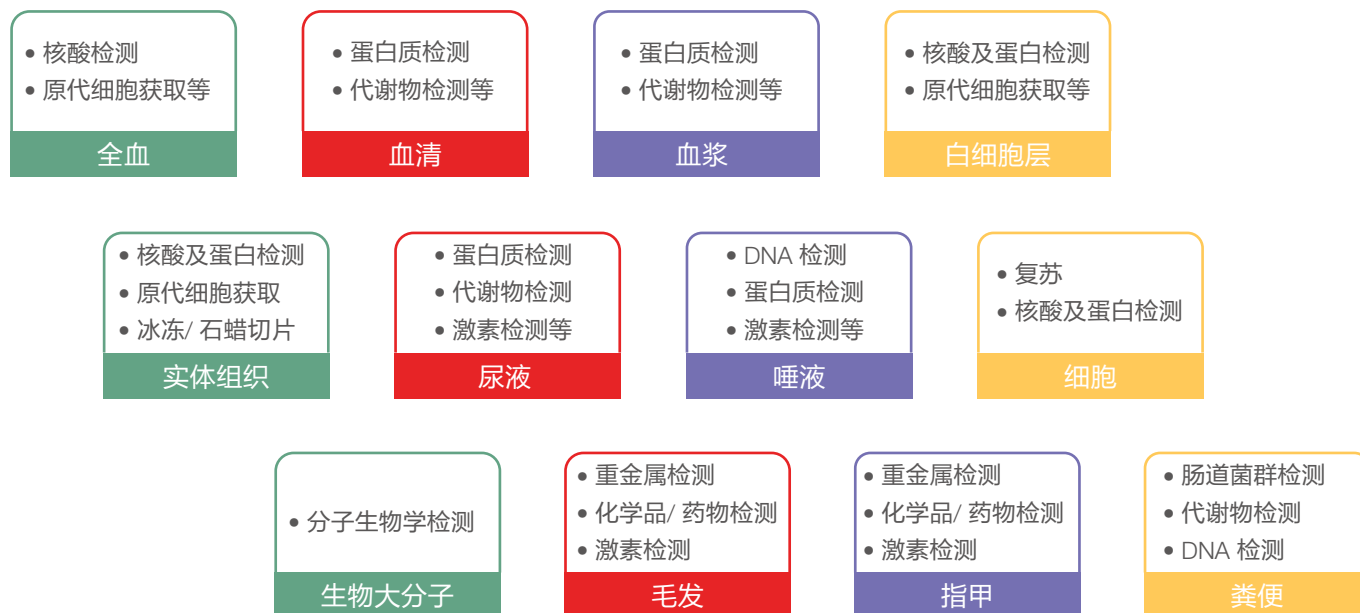 • 核酸检测
• 原代细胞获取等
全血
• 蛋白质检测
• 代谢物检测等
血清
• 蛋白质检测
• 代谢物检测等
血浆
• 核酸及蛋白检测
• 原代细胞获取等
白细胞层
• 核酸及蛋白检测
• 原代细胞获取
• 冰冻/ 石蜡切片
实体组织
• 蛋白质检测
• 代谢物检测
• 激素检测等
尿液
• DNA 检测
• 蛋白质检测
• 激素检测等
唾液
• 复苏
• 核酸及蛋白检测
细胞
• 分子生物学检测
生物大分子
• 重金属检测
• 化学品/ 药物检测
• 激素检测
毛发
• 重金属检测
• 化学品/ 药物检测
• 激素检测
指甲
• 肠道菌群检测
• 代谢物检测
• DNA 检测
粪便